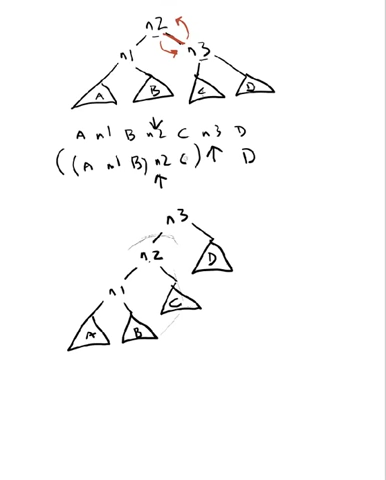 n2
n1 n3
A B C D
A n1 B n2 C n3 D
((A n1 B) n2 C) ↑ D
n3
n2 D
n1 C
A B